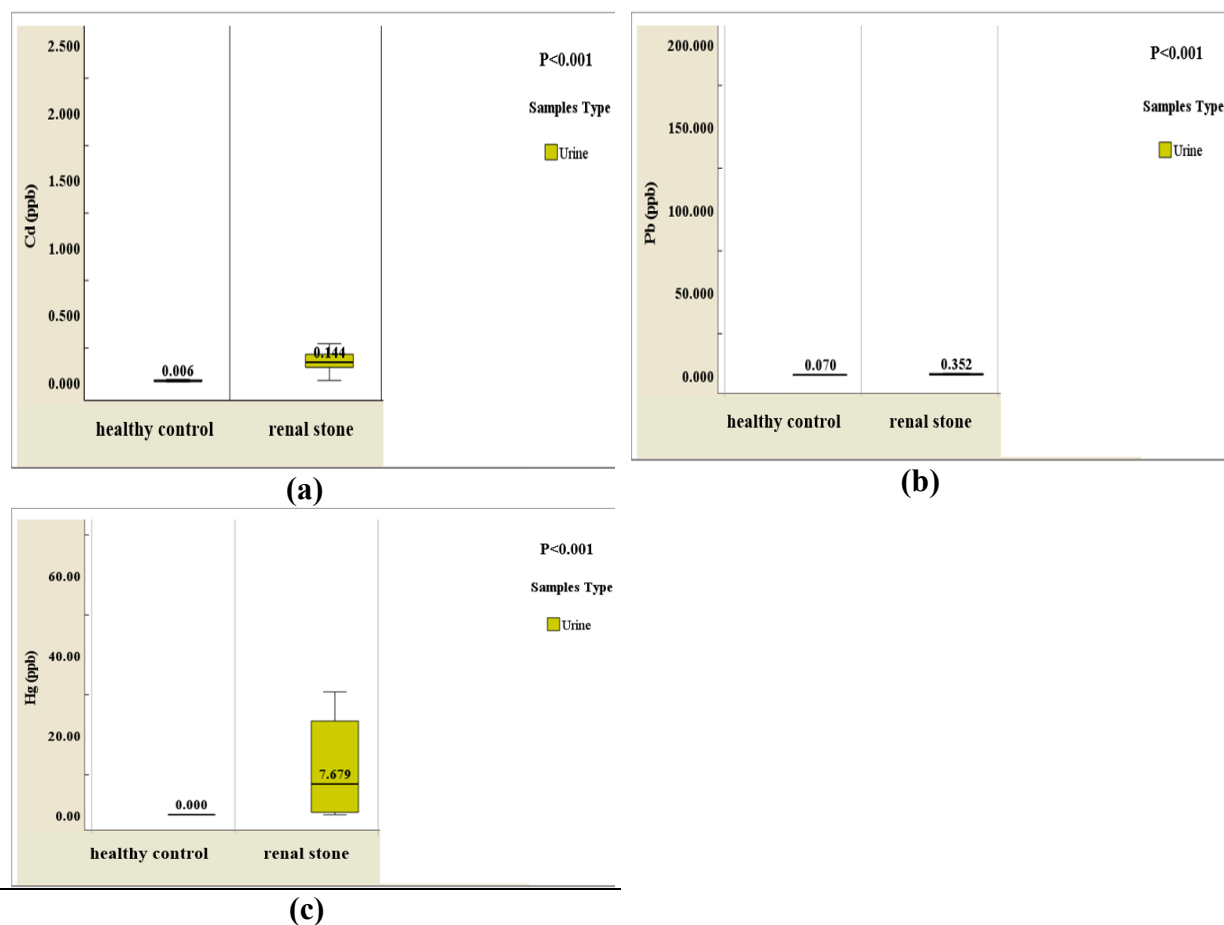 2.500
2.000
1.500
1.000
0.500
0.000
Cd (ppb)
P<0.001
Samples Type
Urine
0.006
0.144
healthy control
renal stone
(a)
200.000
150.000
100.000
50.000
0.000
Pb (ppb)
P<0.001
Samples Type
Urine
0.070
0.352
healthy control
renal stone
(b)
60.00
40.00
20.00
0.00
Hg (ppb)
P<0.001
Samples Type
Urine
0.000
7.679
healthy control
renal stone
(c)